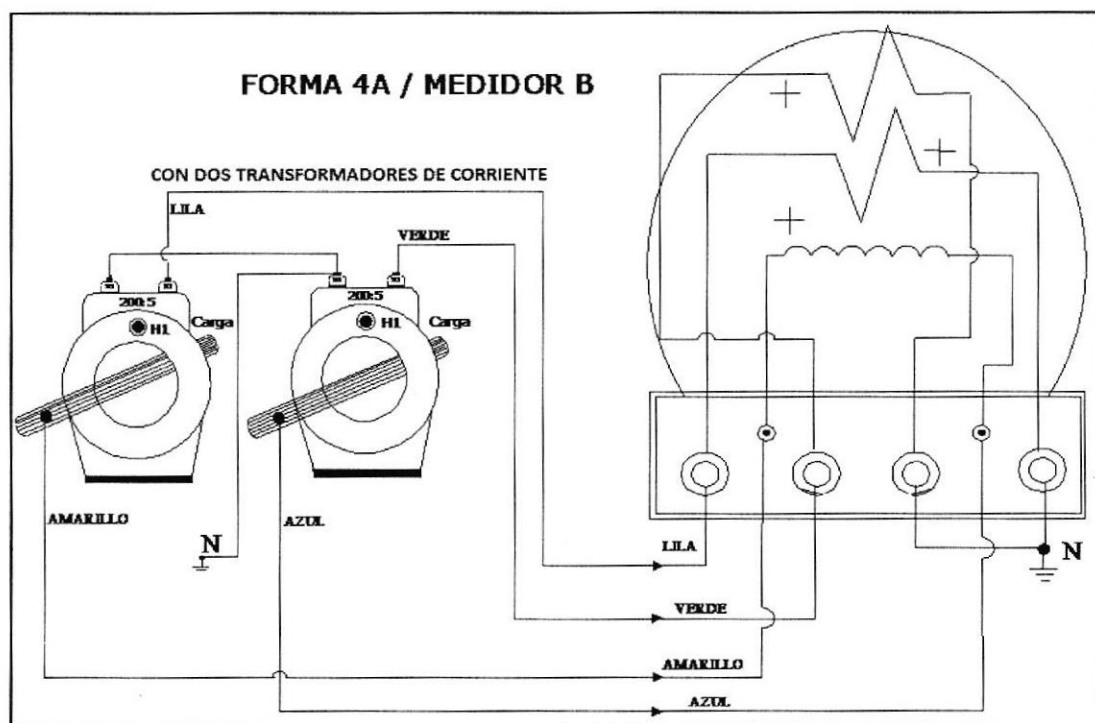 FORMA 4A / MEDIDOR B
CON DOS TRANSFORMADORES DE CORRIENTE
LILA
VERDE
200:5
200:5
H1
Carga
H1
Carga
AMARILLO
AZUL
N
LILA
N
VERDE
AMARILLO
AZUL